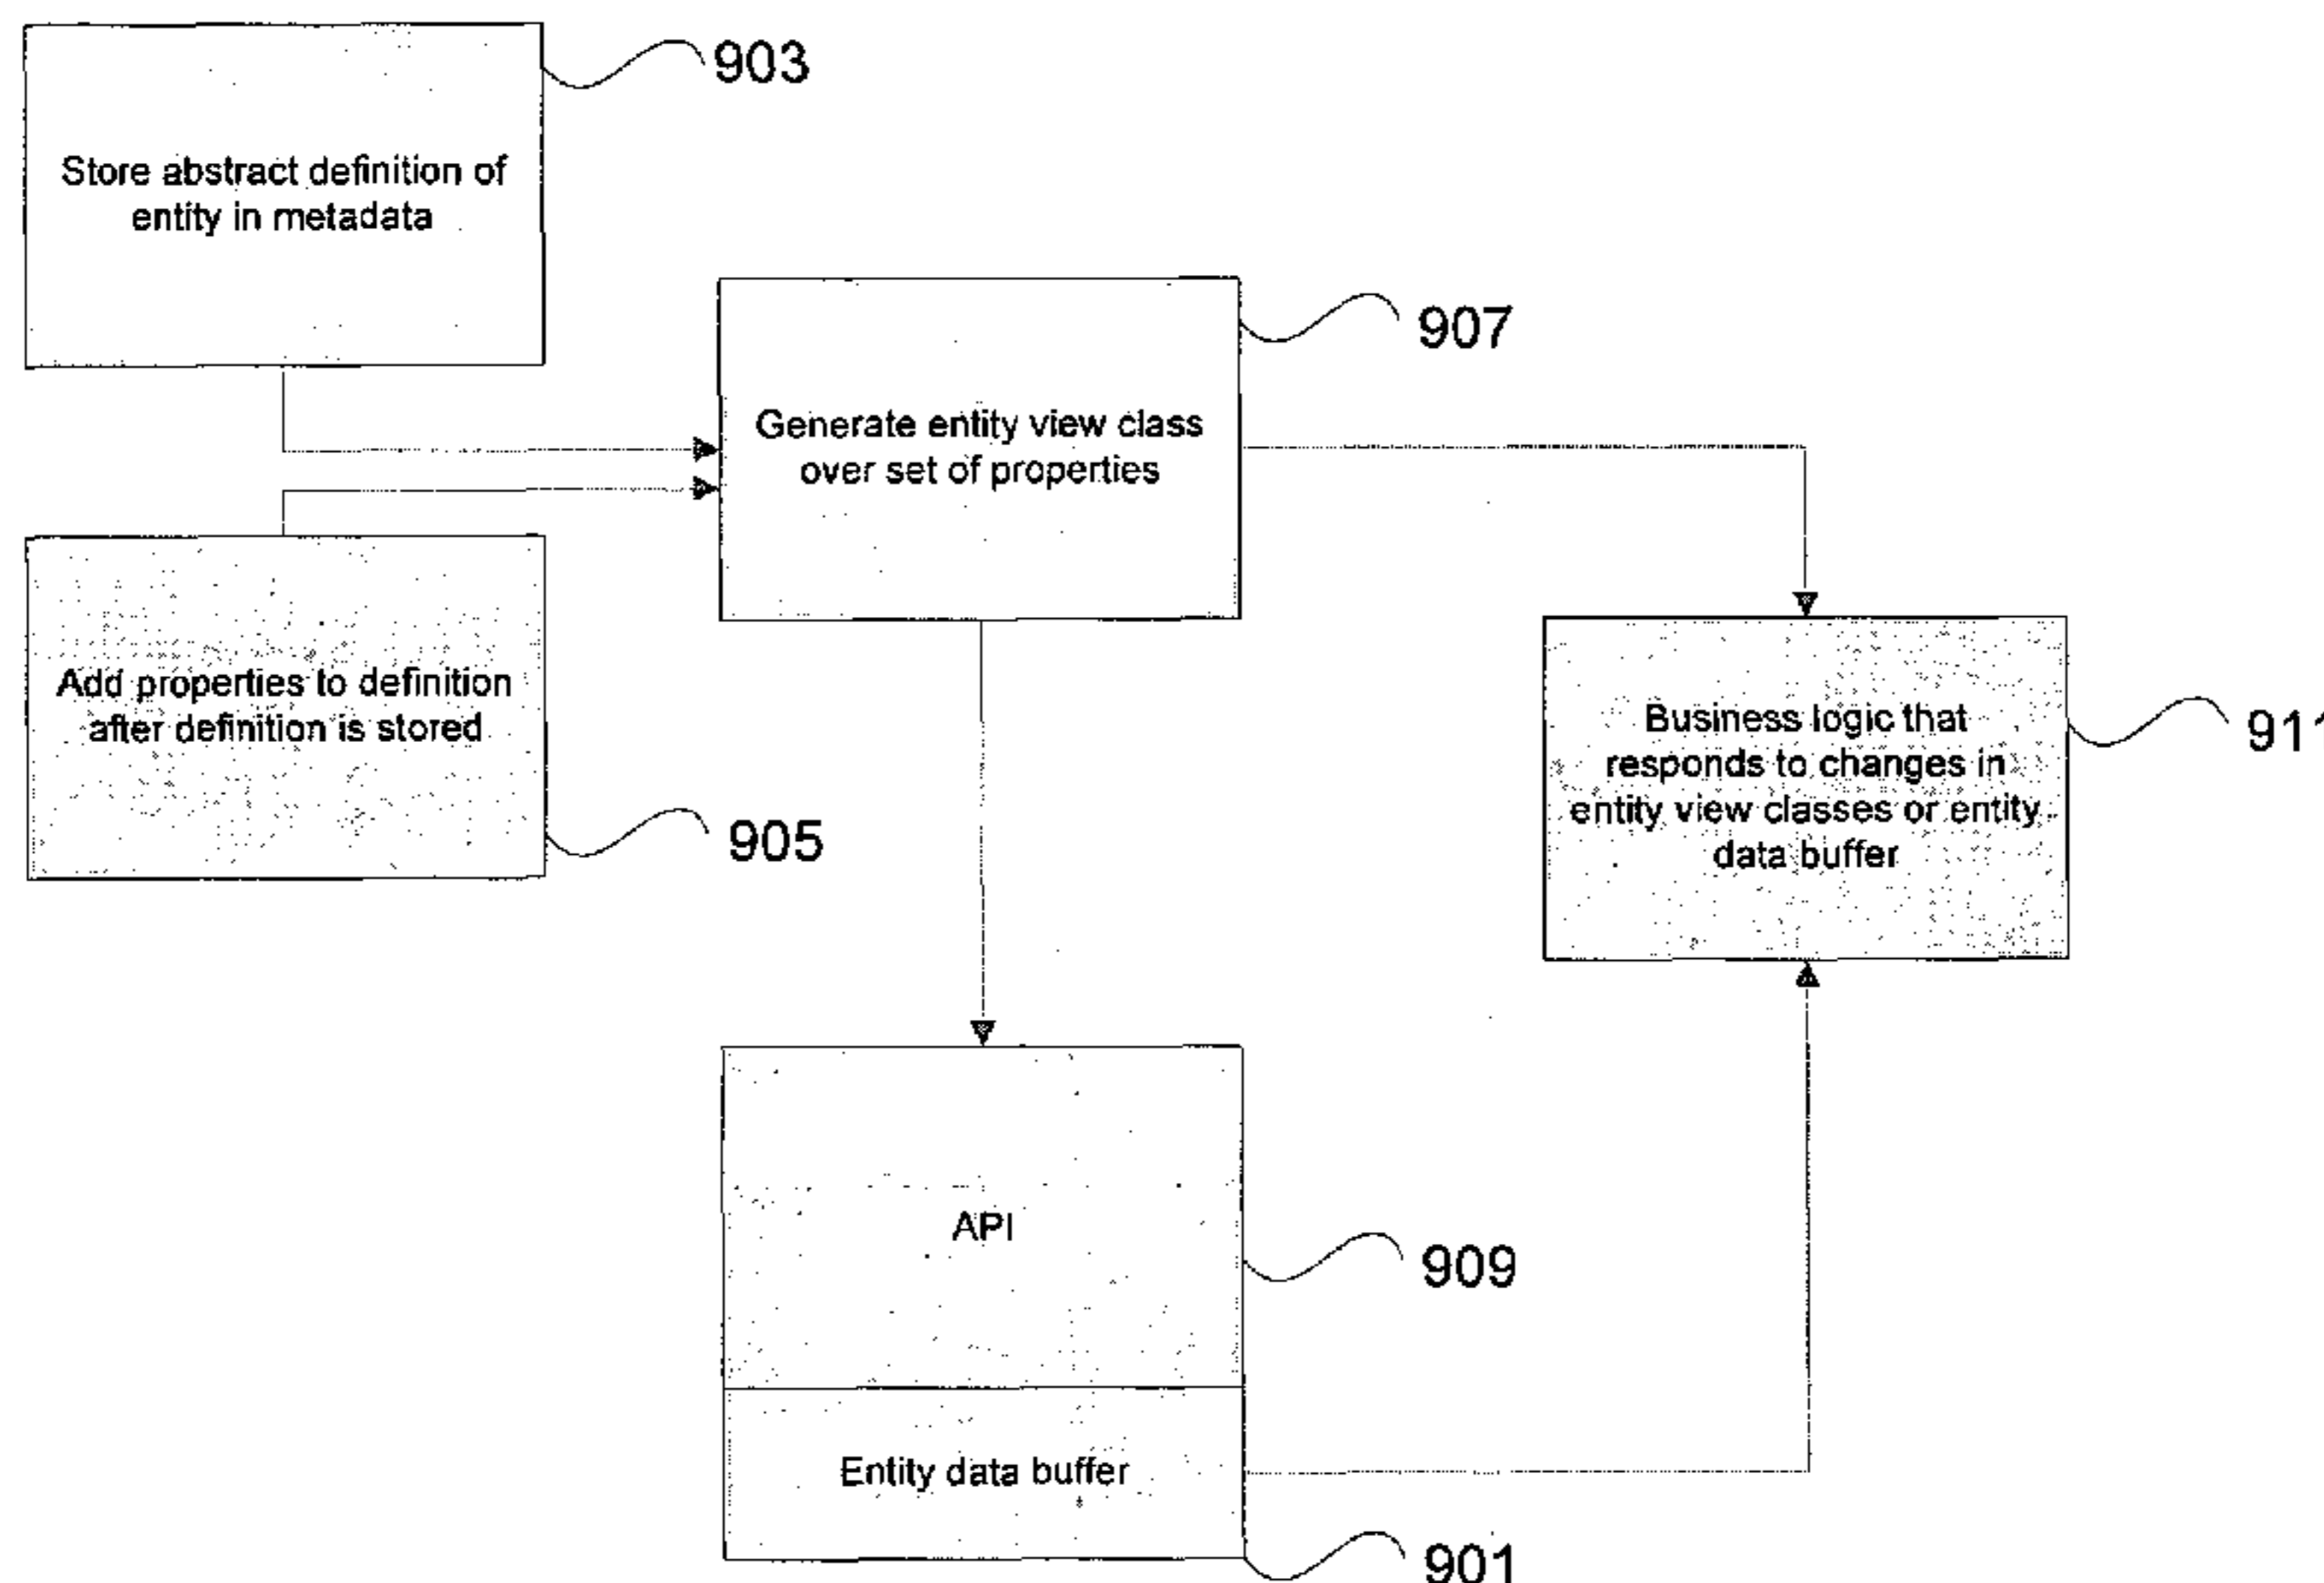 903
Store abstract definition of
entity in metadata
907
Generate entity view class
over set of properties
Add properties to definition
after definition is stored
905
Business logic that
responds to changes in
entity view classes or entity
data buffer
911
API
909
Entity data buffer
901